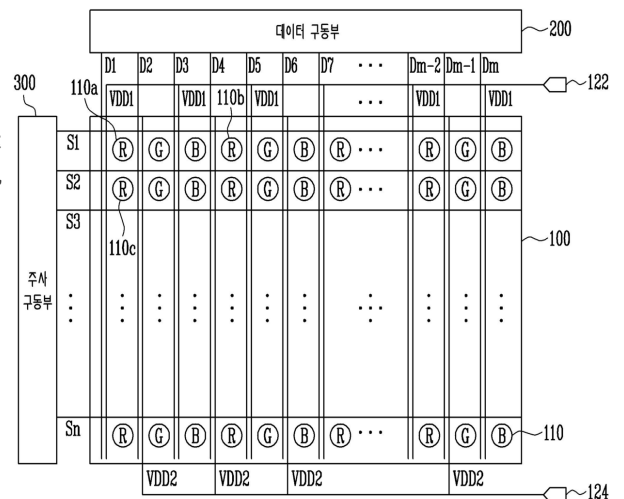 데이터 구동부
200
D1 D2 D3 D4 D5 D6 D7 ··· Dm-2 Dm-1 Dm
122
300
110a
VDD1 VDD1 110b VDD1 ··· VDD1 VDD1
S1 R G B R G B R ··· R G B
S2 R G B R G B R ··· R G B
S3
110c
100
주사
구동부
Sn R G B R G B R ··· R G B
110
VDD2 VDD2 VDD2 VDD2
124